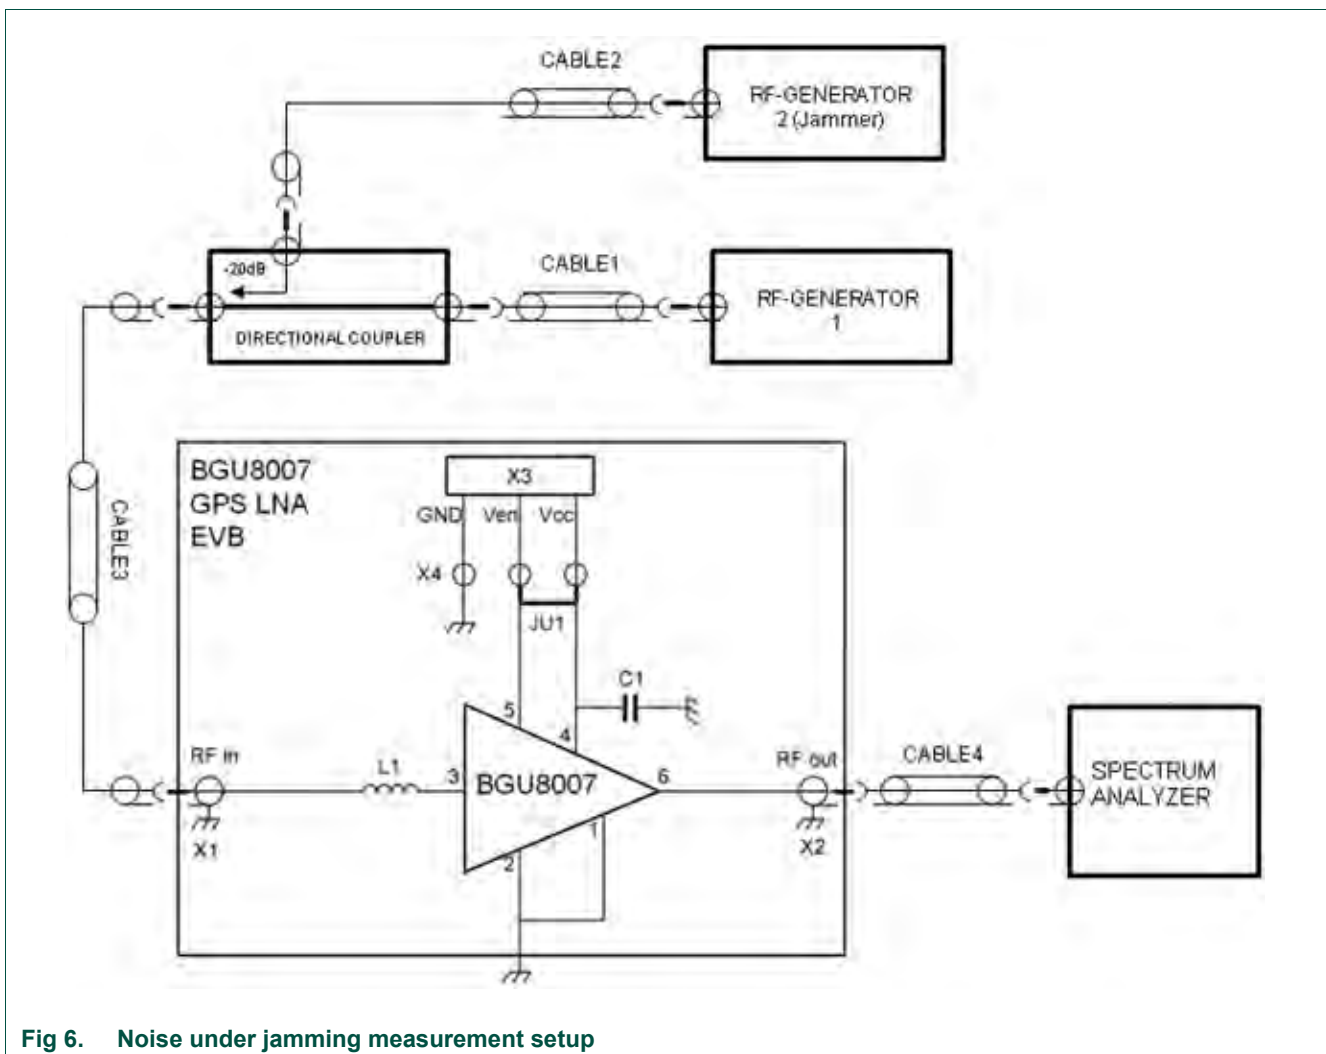 CABLE2
RF-GENERATOR
2 (Jammer)
-20dB
CABLE1
RF-GENERATOR
1
DIRECTIONAL COUPLER
BGU8007
GPS LNA
EVB
X3
GND Ven Vcc
CABLE3
X4
JU1
C1
5
4
RF in
L1
3
BGU8007
6
RF out
CABLE4
SPECTRUM
ANALYZER
X1
2
1
X2
Fig 6. Noise under jamming measurement setup